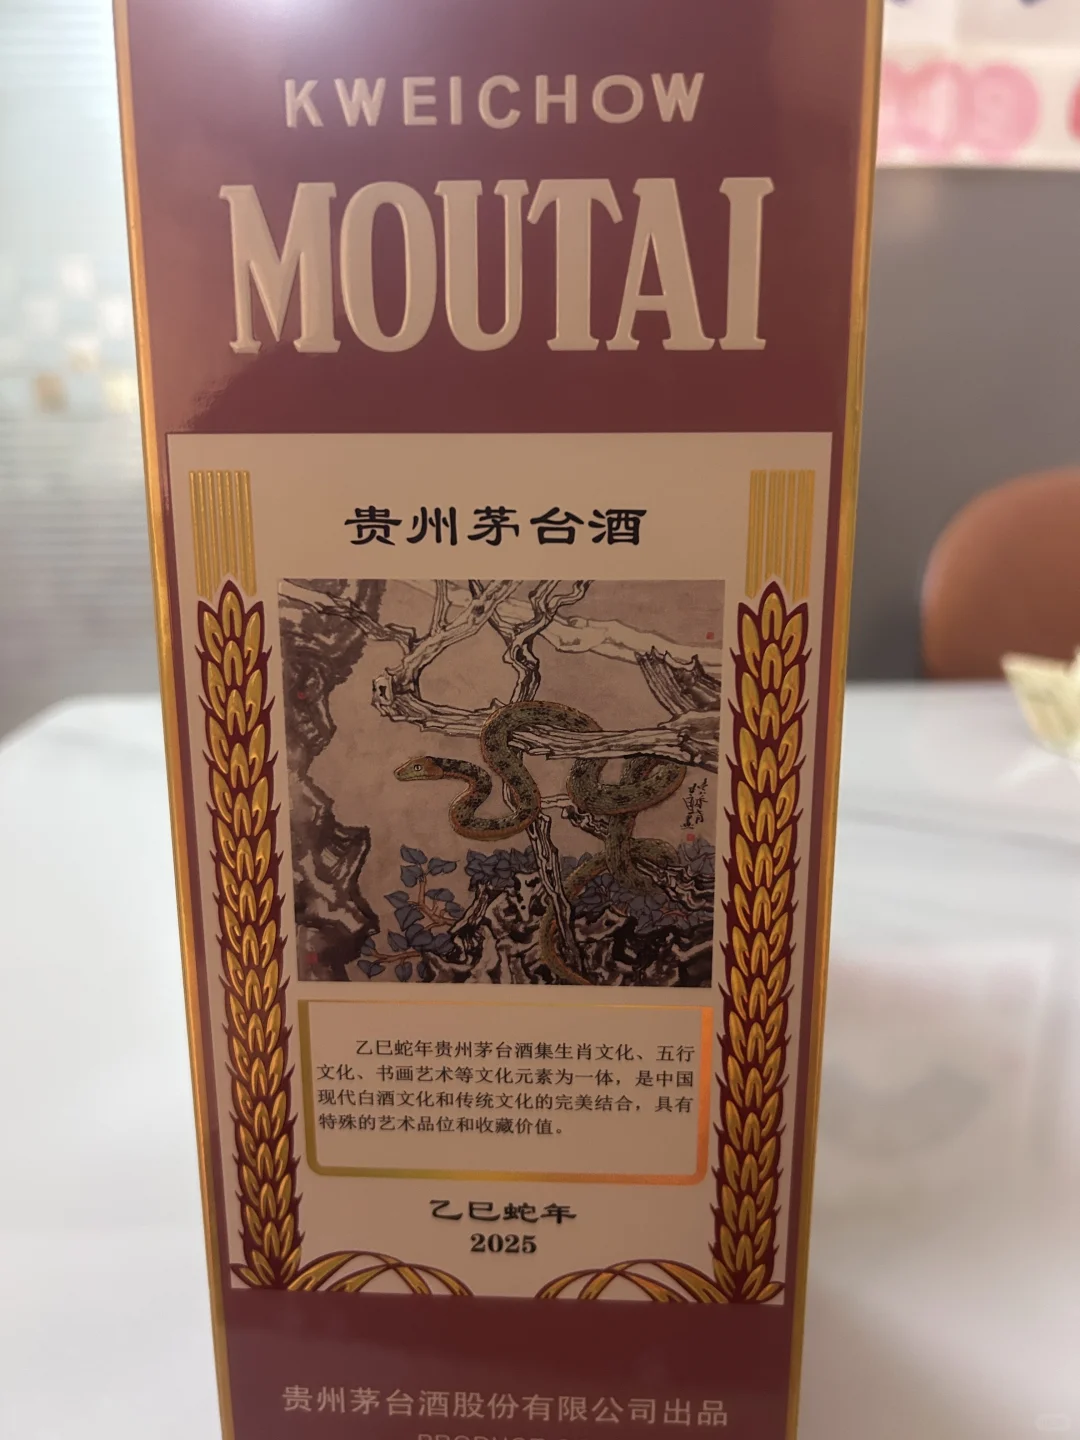 KWEICHOW
MOUTAI
贵州茅台酒
乙巳蛇年贵州茅台酒集生肖文化、五行
文化、书画艺术等文化元素为一体，是中国
现代白酒文化和传统文化的完美结合，具有
特殊的艺术品位和收藏价值。
乙巳蛇年
2025
贵州茅台酒股份有限公司出品